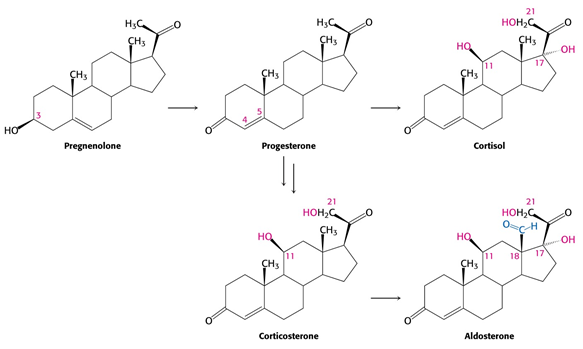 21
H₃C O H₃C O HOH₂C O
CH₃ CH₃ HO CH₃ OH
11 17
CH₃ CH₃ CH₃
3 5
HO O 4 O
Pregnenolone Progesterone Cortisol
21 21
HOH₂C O HOH₂C O
O C H
HO CH₃ HO OH
11 11 18 17
CH₃ CH₃
O O
Corticosterone Aldosterone